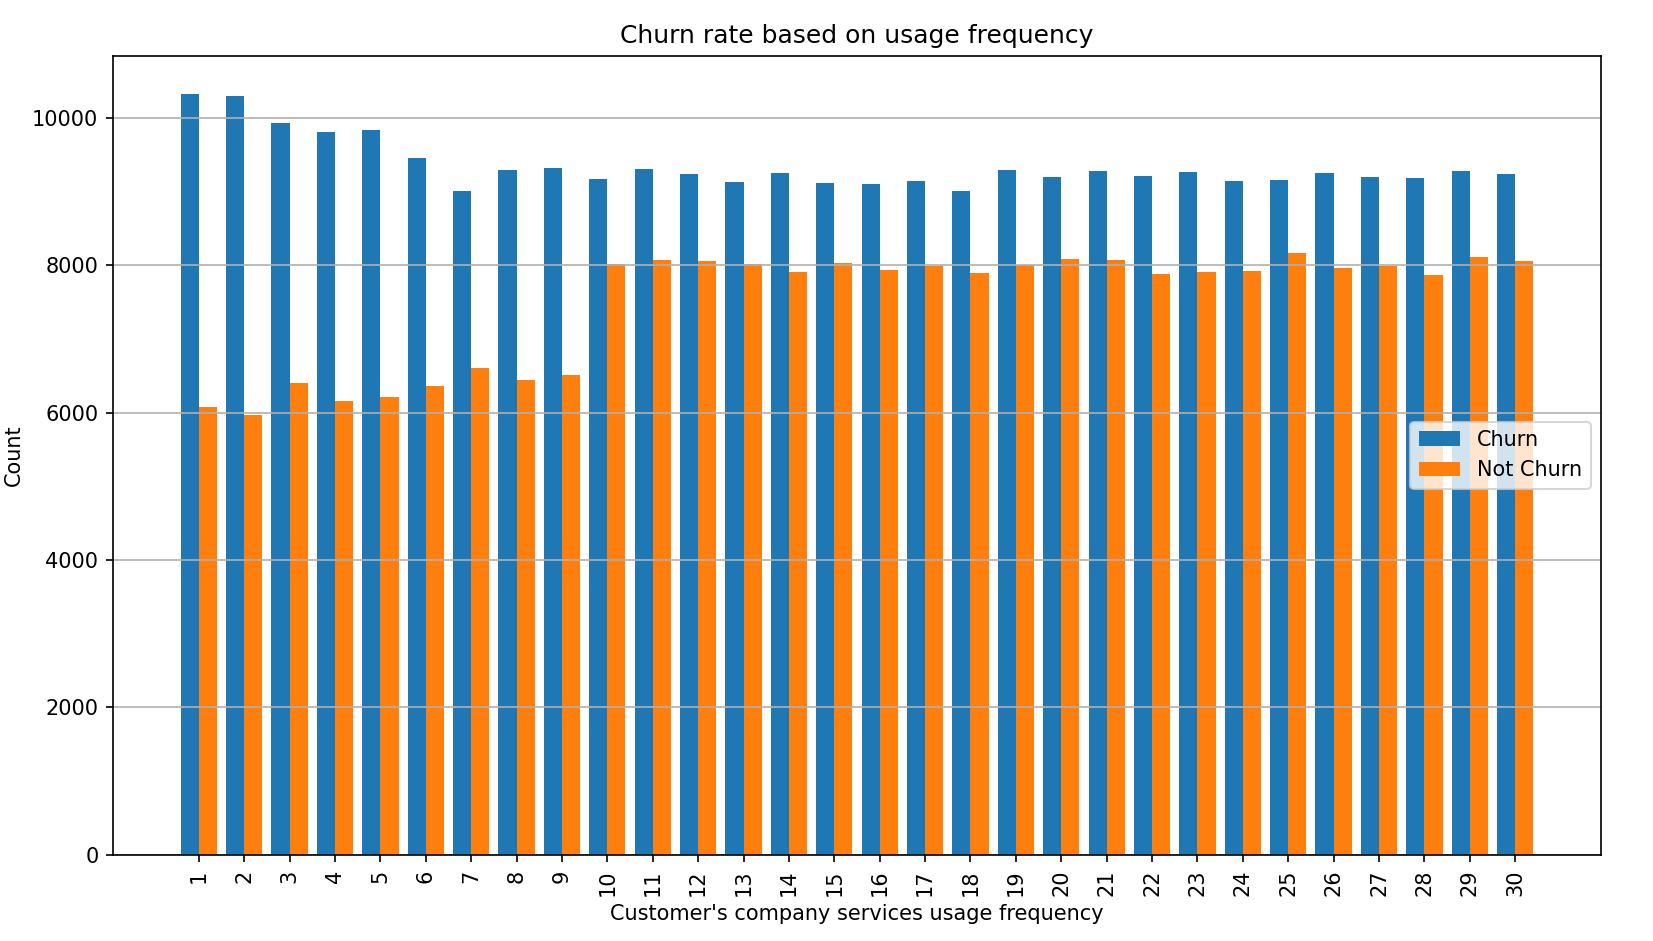 Churn rate based on usage frequency
10000
8000
6000
4000
2000
0
Count
Churn
Not Churn
1 2 3 4 5 6 7 8 9 10 11 12 13 14 15 16 17 18 19 20 21 22 23 24 25 26 27 28 29 30
Customer's company services usage frequency